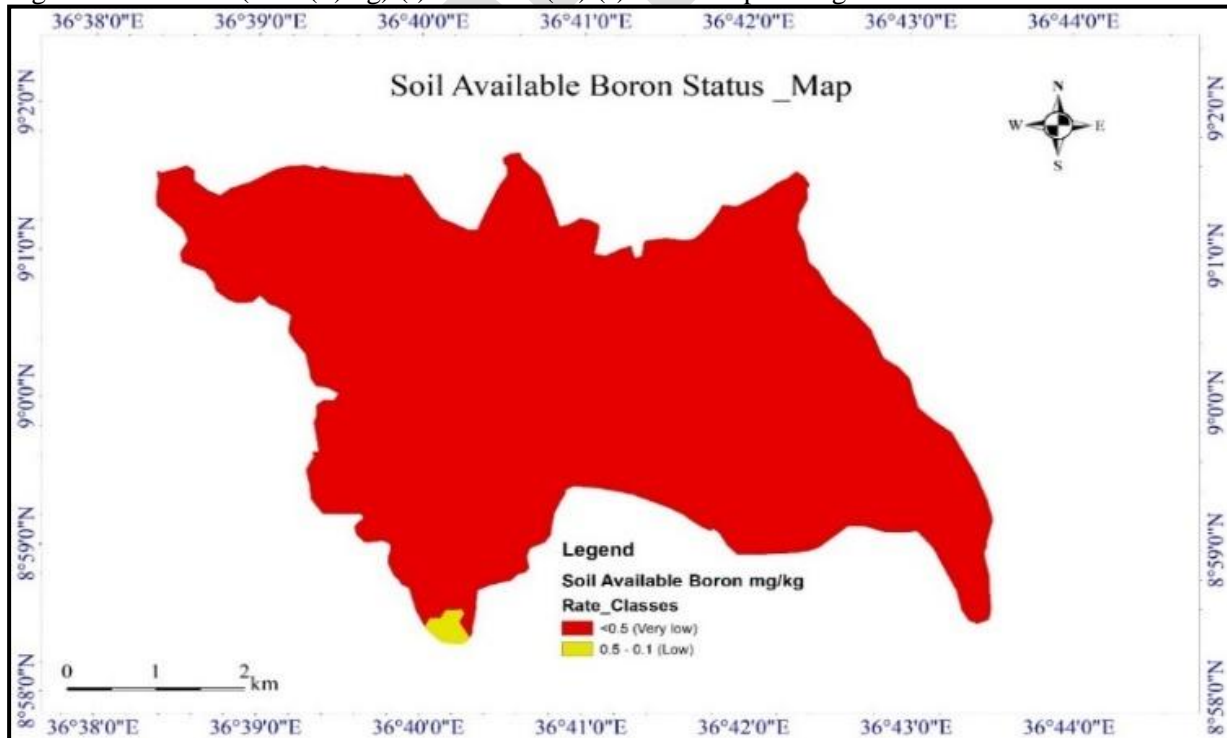 36°38'0"E 36°39'0"E 36°40'0"E 36°41'0"E 36°42'0"E 36°43'0"E 36°44'0"E
Soil Available Boron Status _Map
N
W E
S
9°2'0"N 9°2'0"N
9°1'0"N 9°1'0"N
9°0'0"N 9°0'0"N
8°59'0"N 8°59'0"N
8°58'0"N 8°58'0"N
Legend
Soil Available Boron mg/kg
Rate_Classes
<0.5 (Very low)
0.5 - 0.1 (Low)
0 1 2
km
36°38'0"E 36°39'0"E 36°40'0"E 36°41'0"E 36°42'0"E 36°43'0"E 36°44'0"E